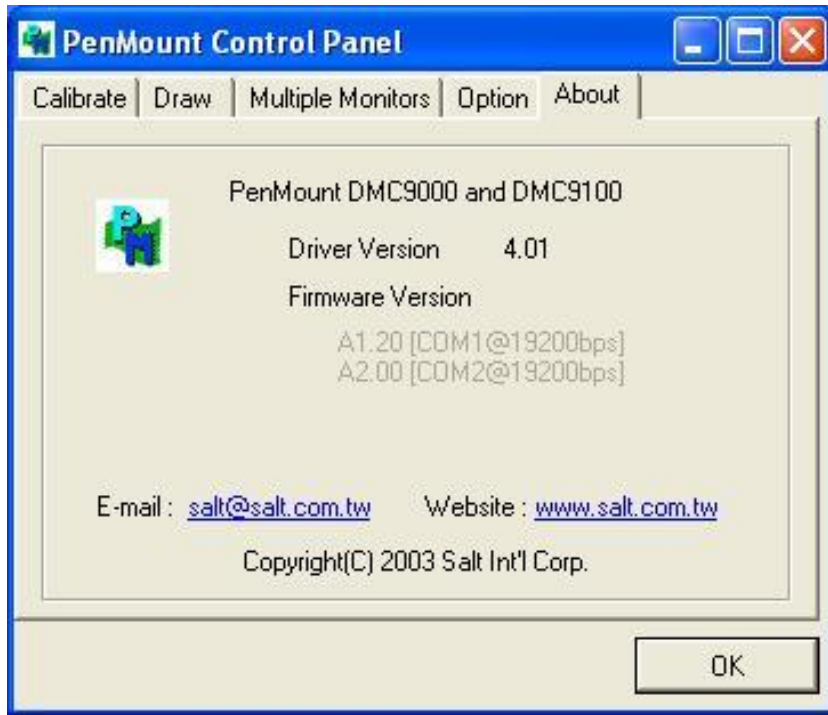 PenMount Control Panel
Calibrate Draw Multiple Monitors Option About
PM
PenMount DMC9000 and DMC9100
Driver Version 4.01
Firmware Version
A1.20 [COM1@19200bps]
A2.00 [COM2@19200bps]
E-mail : salt@salt.com.tw Website : www.salt.com.tw
Copyright(C) 2003 Salt Int'l Corp.
OK